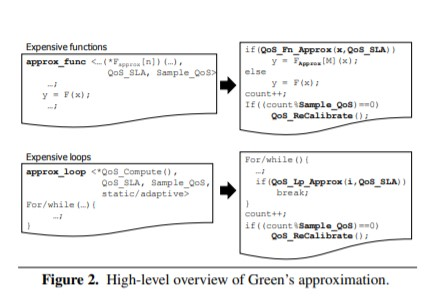 Expensive functions
approx_func <…(*Fapprox[n])(…),
QoS_SLA, Sample_QoS>
…;
y = F(x);
…;
if(QoS_Fn_Approx(x,QoS_SLA))
y = Fapprox[M](x);
else
y = F(x);
count++;
If((count%Sample_QoS)==0)
QoS_ReCalibrate();
Expensive loops
approx_loop <*QoS_Compute(),
QoS_SLA, Sample_QoS,
static/adaptive>
For/while(…){
…;
}
For/while(){
…;
if(QoS_Lp_Approx(i,QoS_SLA))
break;
}
count++;
if((count%Sample_QoS)==0)
QoS_ReCalibrate();
Figure 2. High-level overview of Green's approximation.